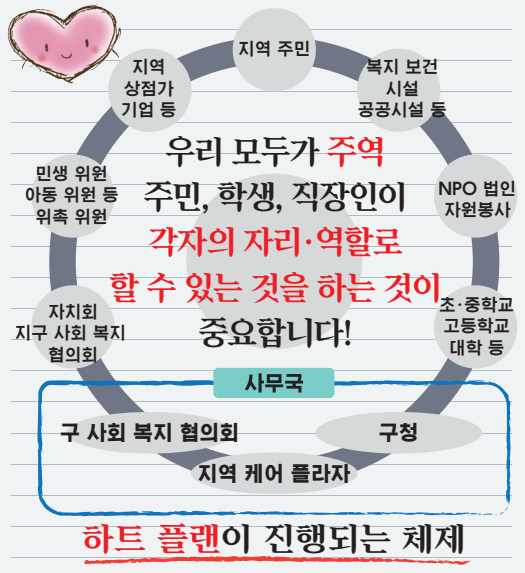 지역 주민
지역
상점가
기업 등
복지 보건
시설
공공시설 등
우리 모두가 주역
민생 위원
아동 위원 등
위촉 위원
주민, 학생, 직장인이
NPO 법인
자원봉사
각자의 자리·역할로
할 수 있는 것을 하는 것이
중요합니다!
자치회
지구 사회 복지
협의회
초·중학교
고등학교
대학 등
사무국
구 사회 복지 협의회
구청
지역 케어 플라자
하트 플랜이 진행되는 체제